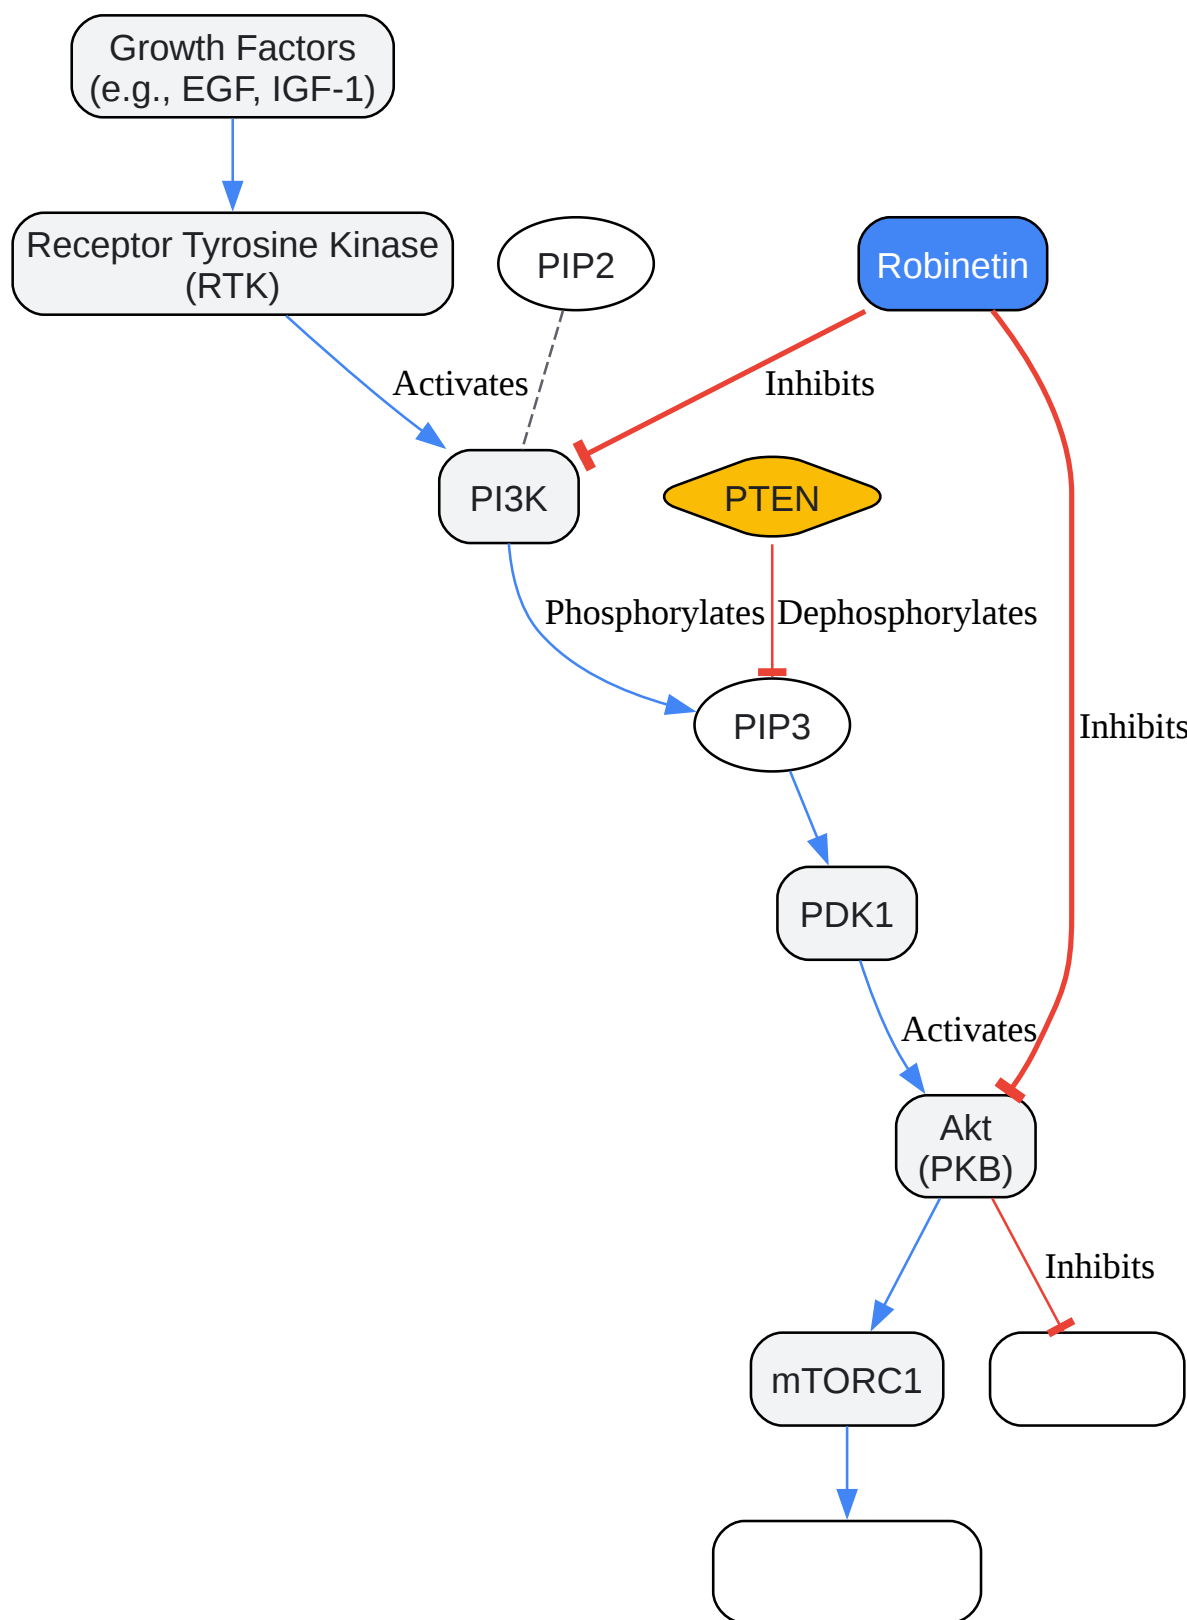 Growth Factors
(e.g., EGF, IGF-1)
Receptor Tyrosine Kinase
(RTK)
PIP2
Robinetin
Activates
Inhibits
PI3K
PTEN
Phosphorylates
Dephosphorylates
PIP3
Inhibits
PDK1
Activates
Akt
(PKB)
Inhibits
mTORC1